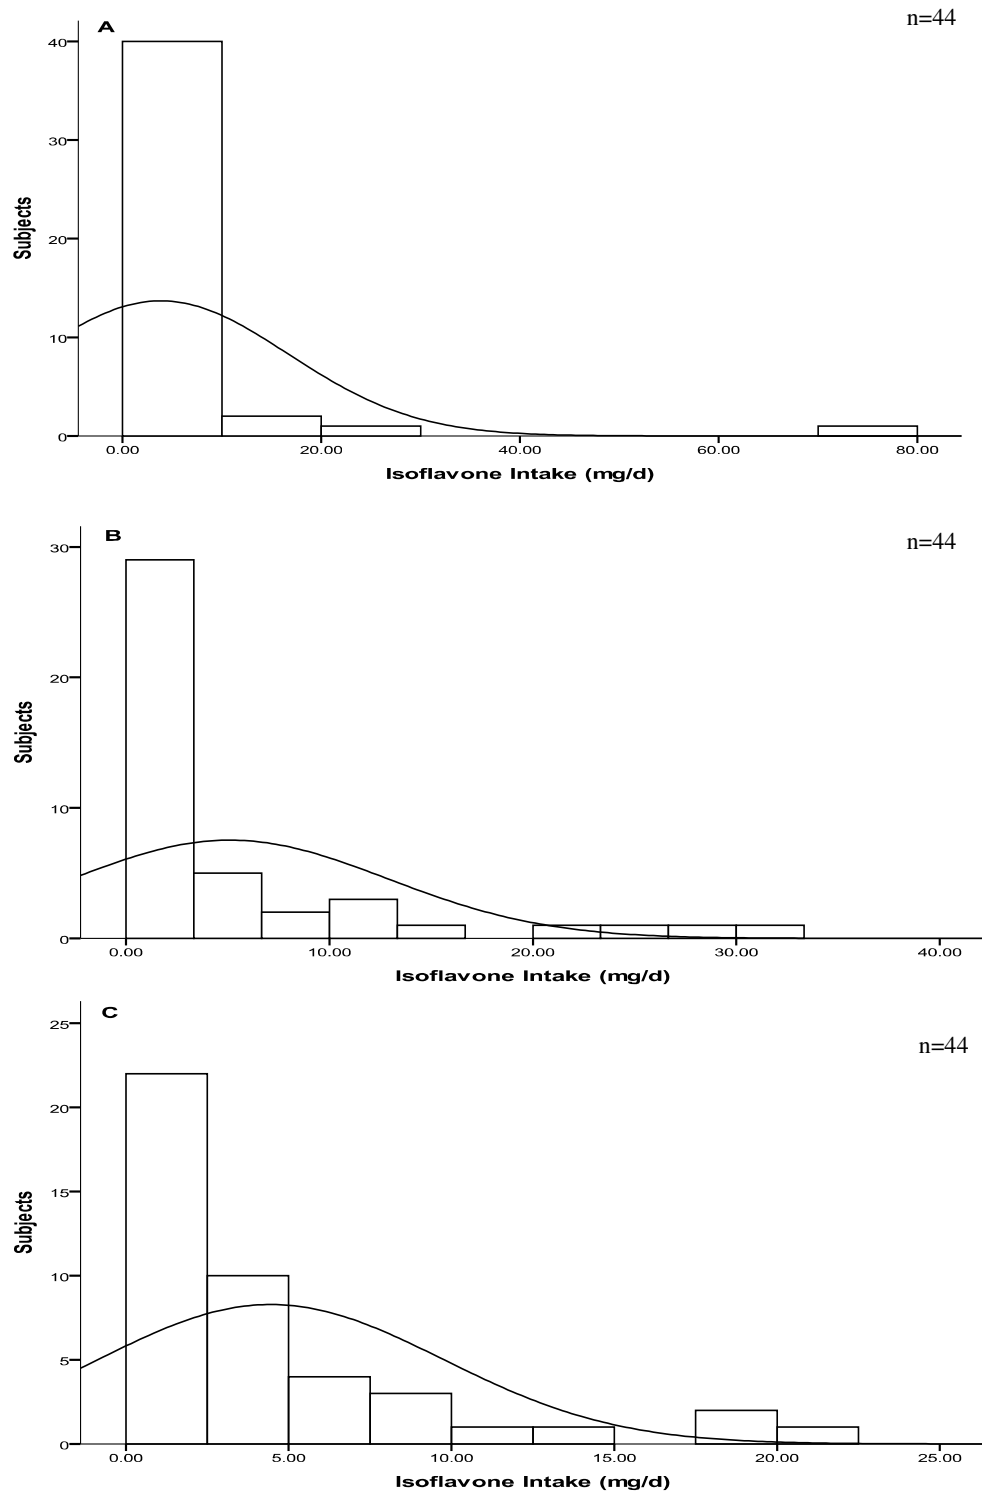 A
n=44
40
30
20
10
0
Subjects
0.00 20.00 40.00 60.00 80.00
Isoflavone Intake (mg/d)
B
n=44
30
20
10
0
Subjects
0.00 10.00 20.00 30.00 40.00
Isoflavone Intake (mg/d)
C
n=44
25
20
15
10
5
0
Subjects
0.00 5.00 10.00 15.00 20.00 25.00
Isoflavone Intake (mg/d)